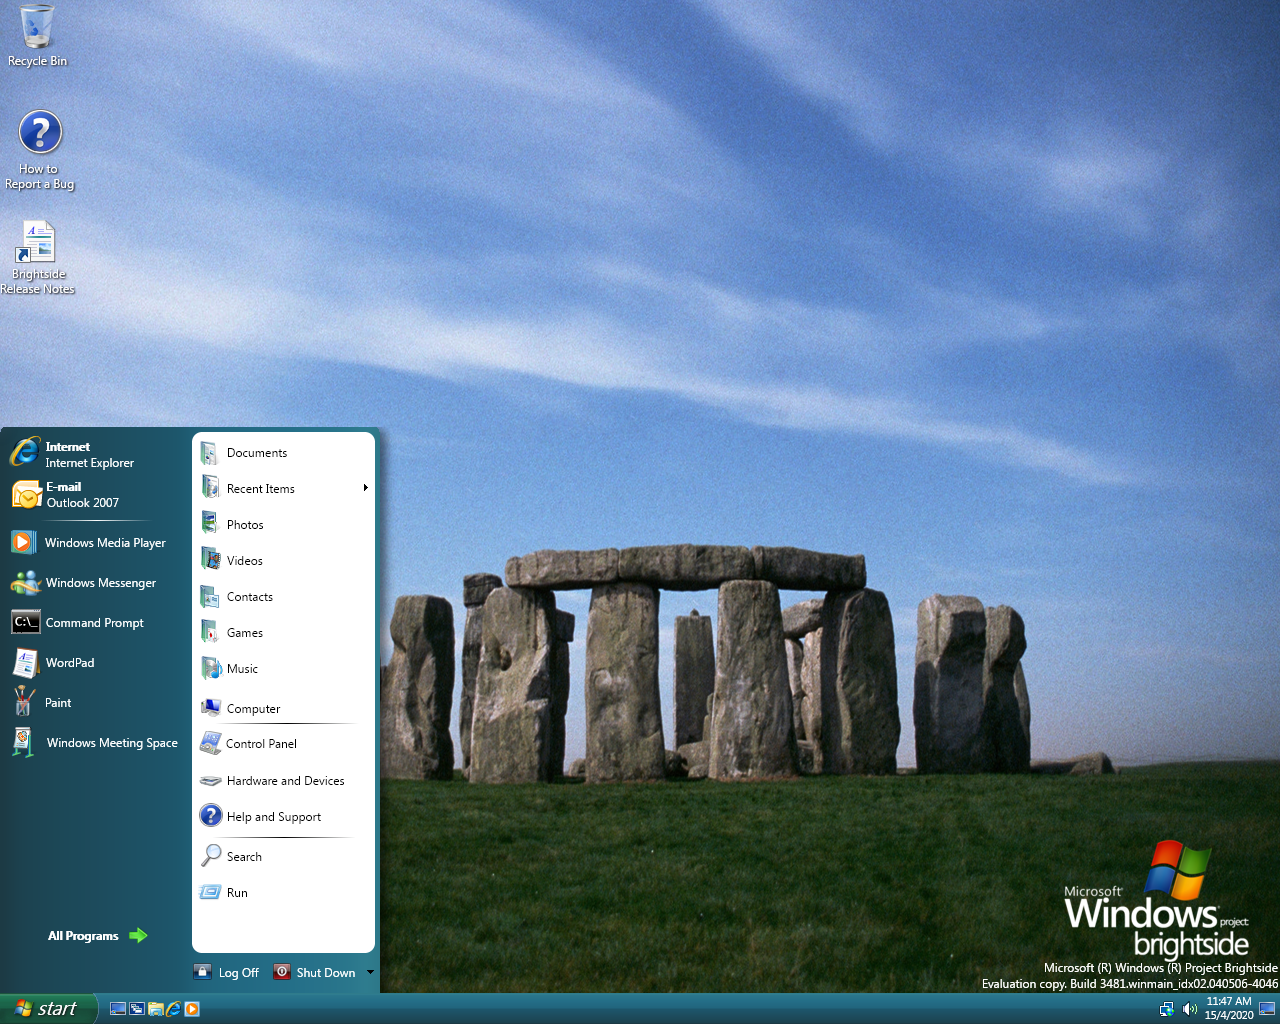 Recycle Bin
How to
Report a Bug
Brightside
Release Notes
Internet
Internet Explorer
E-mail
Outlook 2007
Windows Media Player
Windows Messenger
C:\_
Command Prompt
WordPad
Paint
Windows Meeting Space
All Programs
Documents
Recent Items
Photos
Videos
Contacts
Games
Music
Computer
Control Panel
Hardware and Devices
Help and Support
Search
Run
Log Off
Shut Down
Microsoft
Windows project
brightside
Microsoft (R) Windows (R) Project Brightside
Evaluation copy. Build 3481.winmain_idx02.040506-4046
start
11:47 AM
15/4/2020